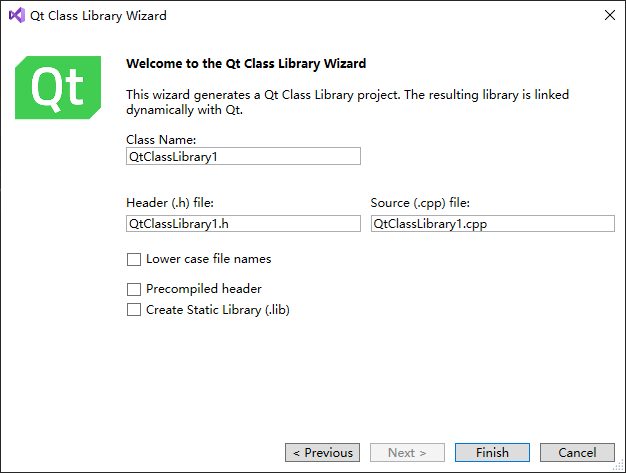 Qt Class Library Wizard
Qt
Welcome to the Qt Class Library Wizard
This wizard generates a Qt Class Library project. The resulting library is linked
dynamically with Qt.
Class Name:
QtClassLibrary1
Header (.h) file:
Source (.cpp) file:
QtClassLibrary1.h
QtClassLibrary1.cpp
Lower case file names
Precompiled header
Create Static Library (.lib)
< Previous
Next >
Finish
Cancel